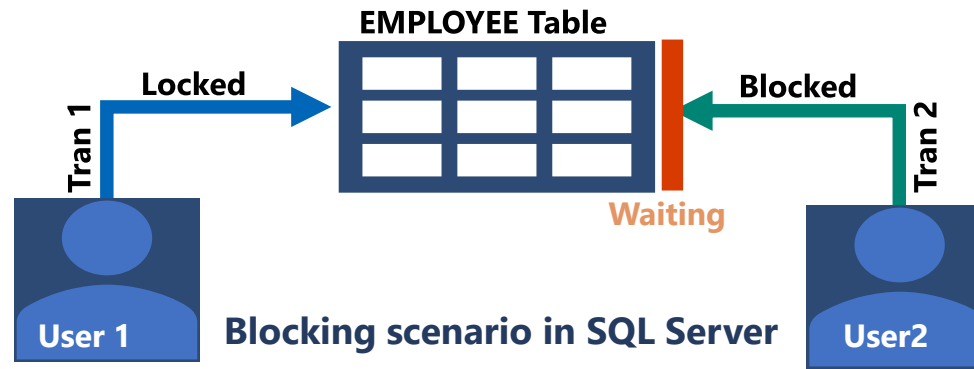 EMPLOYEE Table
Locked
Blocked
Tran 1
Tran 2
Waiting
User 1
Blocking scenario in SQL Server
User2